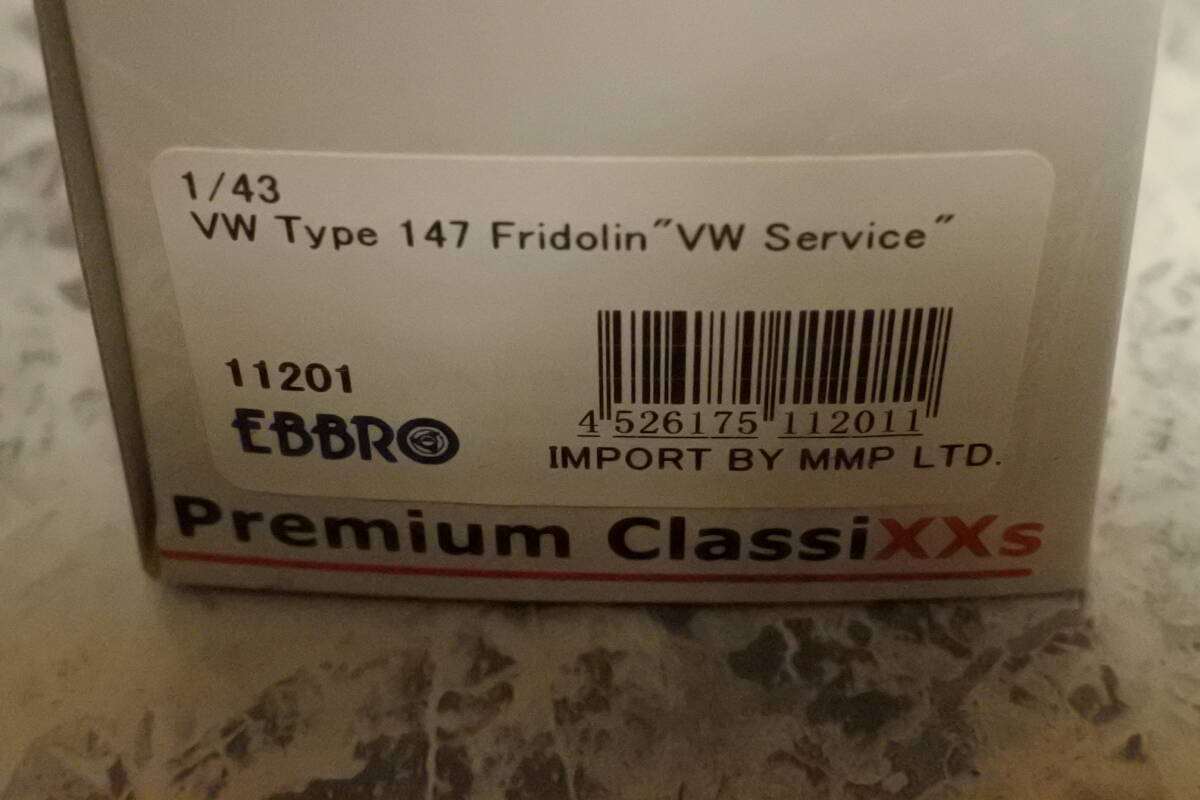 1/43
VW Type 147 Fridolin"VW Service"
11201
EBBRO
4 526175 112011
IMPORT BY MMP LTD.
Premium ClassiXXs